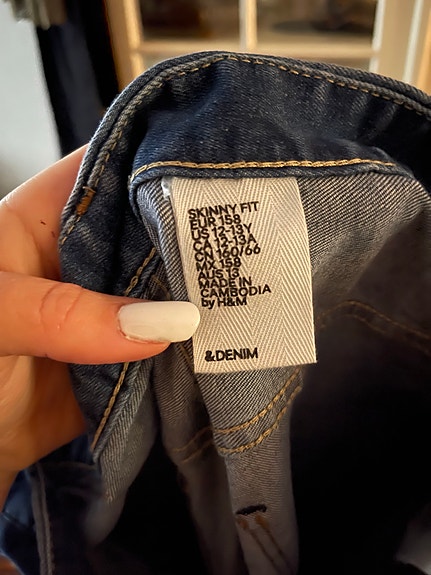 SKINNY FIT
EUR 158
US 12-13Y
CA 12-13A
CN 160/66
MX 158
AUS 13
MADE IN
CAMBODIA
by H&M
&DENIM